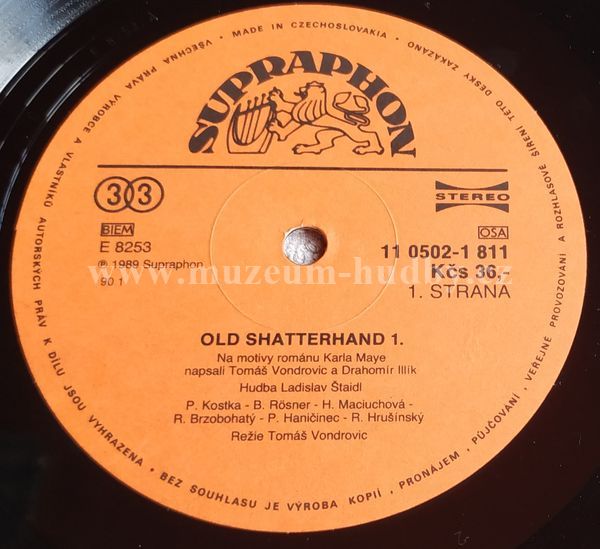 VŠECHNA PRÁVA VÝROBCE A VLASTNÍKŮ AUTORSKÝCH PRÁV K DÍLU JSOU VYHRAZENA • BEZ SOUHLASU JE VÝROBA KOPIÍ, PRONÁJEM, PŮJČOVÁNÍ, VEŘEJNÉ PROVOZOVÁNÍ A ROZHLASOVÉ ŠÍŘENÍ TÉTO DESKY ZAKÁZÁNO • MADE IN CZECHOSLOVAKIA •
SUPRAPHON
33
STEREO
BIEM
OSA
E 8253
11 0502-1 811
℗ 1989 Supraphon
Kčs 36,-
90 1
1. STRANA
www.muzeum-hudby.cz
OLD SHATTERHAND 1.
Na motivy románu Karla Maye
napsali Tomáš Vondrovic a Drahomír Illík
Hudba Ladislav Štaidl
P. Kostka - B. Rösner - H. Maciuchová -
R. Brzobohatý - P. Haničinec - R. Hrušínský
Režie Tomáš Vondrovic